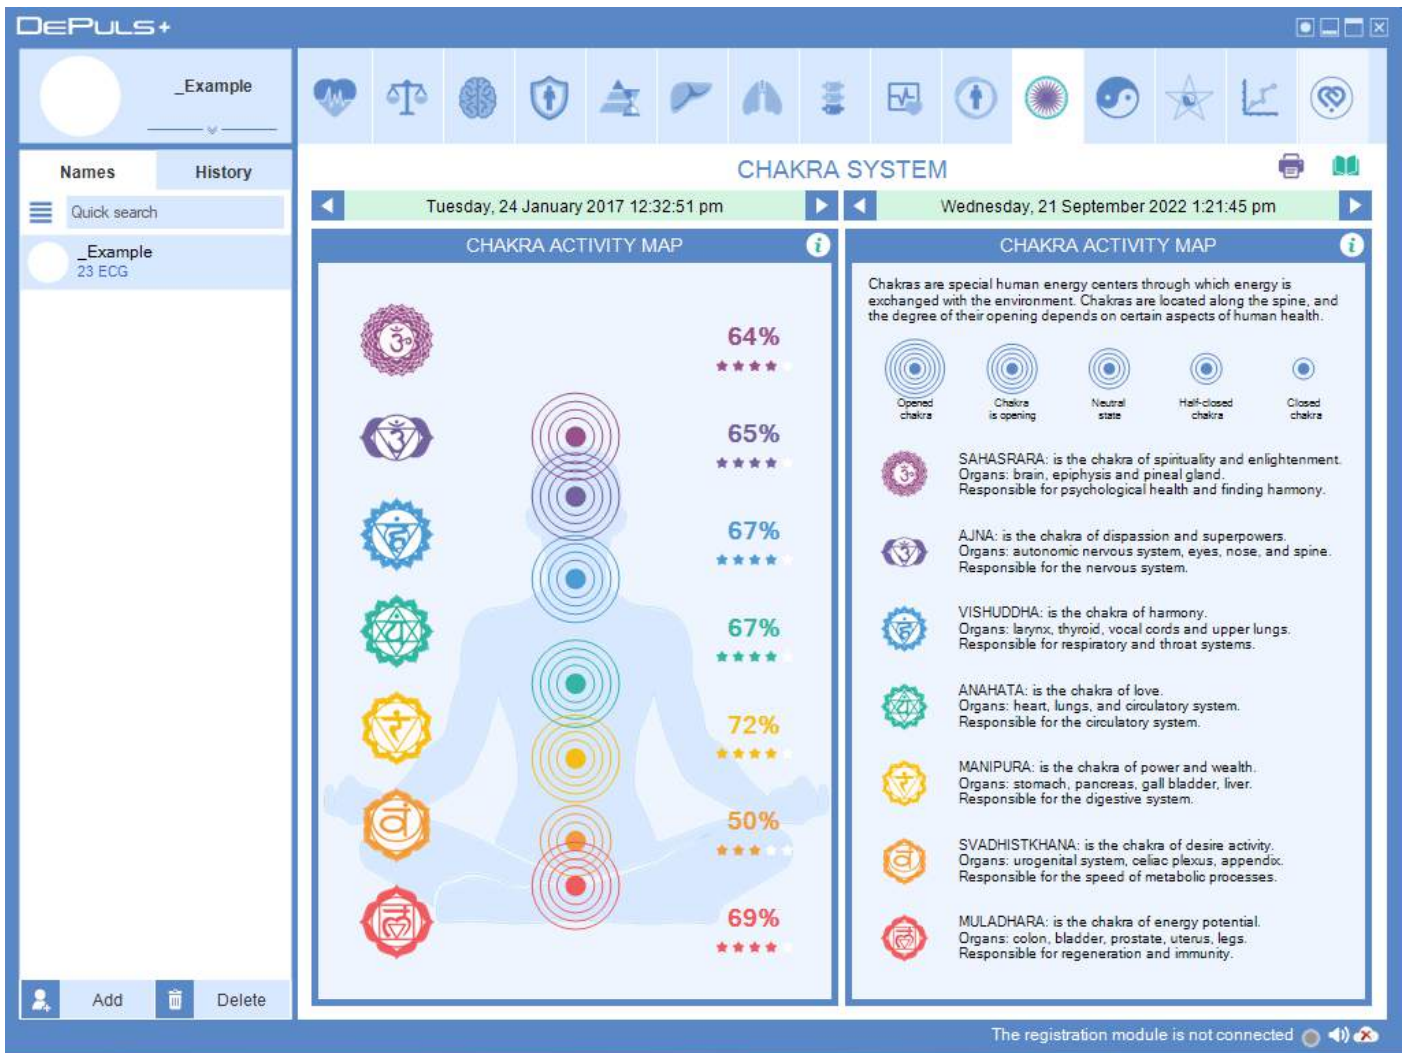 DEPULS+
_Example
Names
History
Quick search
_Example
23 ECG
Add
Delete
CHAKRA SYSTEM
Tuesday, 24 January 2017 12:32:51 pm
Wednesday, 21 September 2022 1:21:45 pm
CHAKRA ACTIVITY MAP
i
64%
65%
67%
67%
72%
50%
69%
ॐ
ॐ
हं
यं
रं
वं
लं
CHAKRA ACTIVITY MAP
i
Chakras are special human energy centers through which energy is
exchanged with the environment. Chakras are located along the spine, and
the degree of their opening depends on certain aspects of human health.
Opened
chakra
Chakra
is opening
Neutral
state
Half-closed
chakra
Closed
chakra
SAHASRARA: is the chakra of spirituality and enlightenment.
Organs: brain, epiphysis and pineal gland.
Responsible for psychological health and finding harmony.
AJNA: is the chakra of dispassion and superpowers.
Organs: autonomic nervous system, eyes, nose, and spine.
Responsible for the nervous system.
VISHUDDHA: is the chakra of harmony.
Organs: larynx, thyroid, vocal cords and upper lungs.
Responsible for respiratory and throat systems.
ANAHATA: is the chakra of love.
Organs: heart, lungs, and circulatory system.
Responsible for the circulatory system.
MANIPURA: is the chakra of power and wealth.
Organs: stomach, pancreas, gall bladder, liver.
Responsible for the digestive system.
SVADHISTKHANA: is the chakra of desire activity.
Organs: urogenital system, celiac plexus, appendix.
Responsible for the speed of metabolic processes.
MULADHARA: is the chakra of energy potential.
Organs: colon, bladder, prostate, uterus, legs.
Responsible for regeneration and immunity.
The registration module is not connected